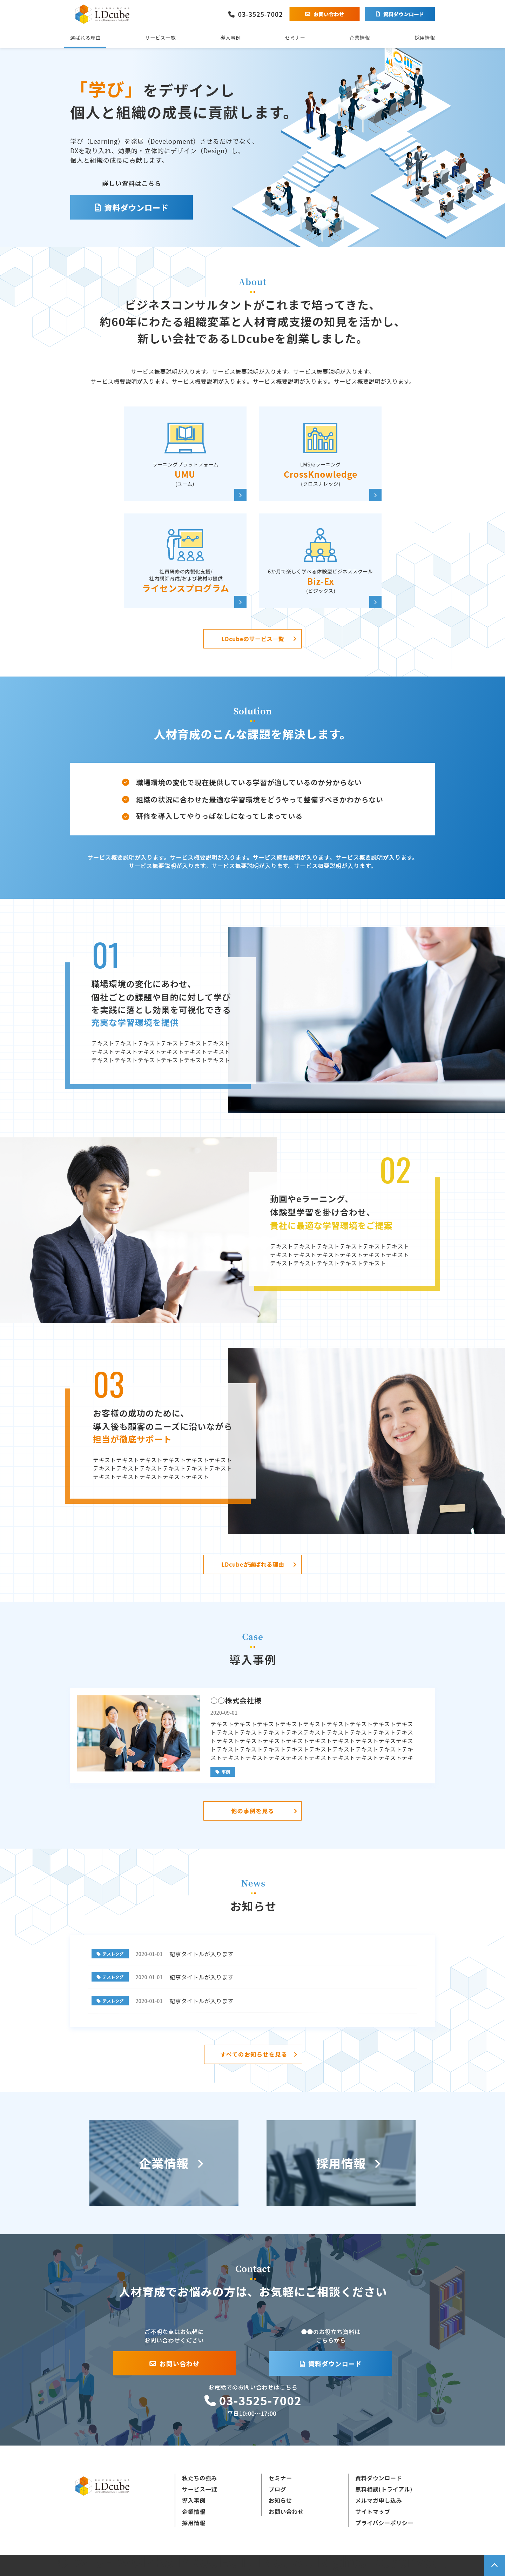 LDcube
03-3525-7002
お問い合わせ
資料ダウンロード
選ばれる理由
サービス一覧
導入事例
セミナー
企業情報
採用情報
「学び」をデザインし
個人と組織の成長に貢献します。
学び（Learning）を発展（Development）させるだけでなく、
DXを取り入れ、効果的・立体的にデザイン（Design）し、
個人と組織の成長に貢献します。
詳しい資料はこちら
資料ダウンロード
About
ビジネスコンサルタントがこれまで培ってきた、
約60年にわたる組織変革と人材育成支援の知見を活かし、
新しい会社であるLDcubeを創業しました。
サービス概要説明が入ります。サービス概要説明が入ります。サービス概要説明が入ります。
サービス概要説明が入ります。サービス概要説明が入ります。サービス概要説明が入ります。サービス概要説明が入ります。
ラーニングプラットフォーム
UMU
(ユーム)
LMS/eラーニング
CrossKnowledge
(クロスナレッジ)
社員研修の内製化支援/
社内講師育成/および教材の提供
ライセンスプログラム
6か月で楽しく学べる体験型ビジネススクール
Biz-Ex
(ビジックス)
LDcubeのサービス一覧
Solution
人材育成のこんな課題を解決します。
職場環境の変化で現在提供している学習が適しているのか分からない
組織の状況に合わせた最適な学習環境をどうやって整備すべきかわからない
研修を導入してやりっぱなしになってしまっている
サービス概要説明が入ります。サービス概要説明が入ります。サービス概要説明が入ります。サービス概要説明が入ります。
サービス概要説明が入ります。サービス概要説明が入ります。サービス概要説明が入ります。
01
職場環境の変化にあわせ、
個社ごとの課題や目的に対して学び
を実践に落とし効果を可視化できる
充実な学習環境を提供
テキストテキストテキストテキストテキストテキスト
テキストテキストテキストテキストテキストテキスト
テキストテキストテキストテキストテキストテキスト
02
動画やeラーニング、
体験型学習を掛け合わせ、
貴社に最適な学習環境をご提案
テキストテキストテキストテキストテキストテキスト
テキストテキストテキストテキストテキストテキスト
テキストテキストテキストテキストテキスト
03
お客様の成功のために、
導入後も顧客のニーズに沿いながら
担当が徹底サポート
テキストテキストテキストテキストテキストテキスト
テキストテキストテキストテキストテキストテキスト
テキストテキストテキストテキストテキスト
LDcubeが選ばれる理由
Case
導入事例
〇〇株式会社様
2020-09-01
テキストテキストテキストテキストテキストテキストテキストテキストテキス
トテキストテキストテキストテキステキストテキストテキストテキストテキス
トテキストテキストテキストテキストテキストテキストテキステキストテキス
トテキストテキストテキストテキストテキストテキストテキストテキストテキ
ストテキストテキストテキステキストテキストテキストテキストテキストテキ
事例
他の事例を見る
News
お知らせ
テストタグ 2020-01-01 記事タイトルが入ります
テストタグ 2020-01-01 記事タイトルが入ります
テストタグ 2020-01-01 記事タイトルが入ります
すべてのお知らせを見る
企業情報
採用情報
Contact
人材育成でお悩みの方は、お気軽にご相談ください
ご不明な点はお気軽に
お問い合わせください
お問い合わせ
●●のお役立ち資料は
こちらから
資料ダウンロード
お電話でのお問い合わせはこちら
03-3525-7002
平日10:00〜17:00
LDcube
私たちの強み
サービス一覧
導入事例
企業情報
採用情報
セミナー
ブログ
お知らせ
お問い合わせ
資料ダウンロード
無料相談(トライアル)
メルマガ申し込み
サイトマップ
プライバシーポリシー